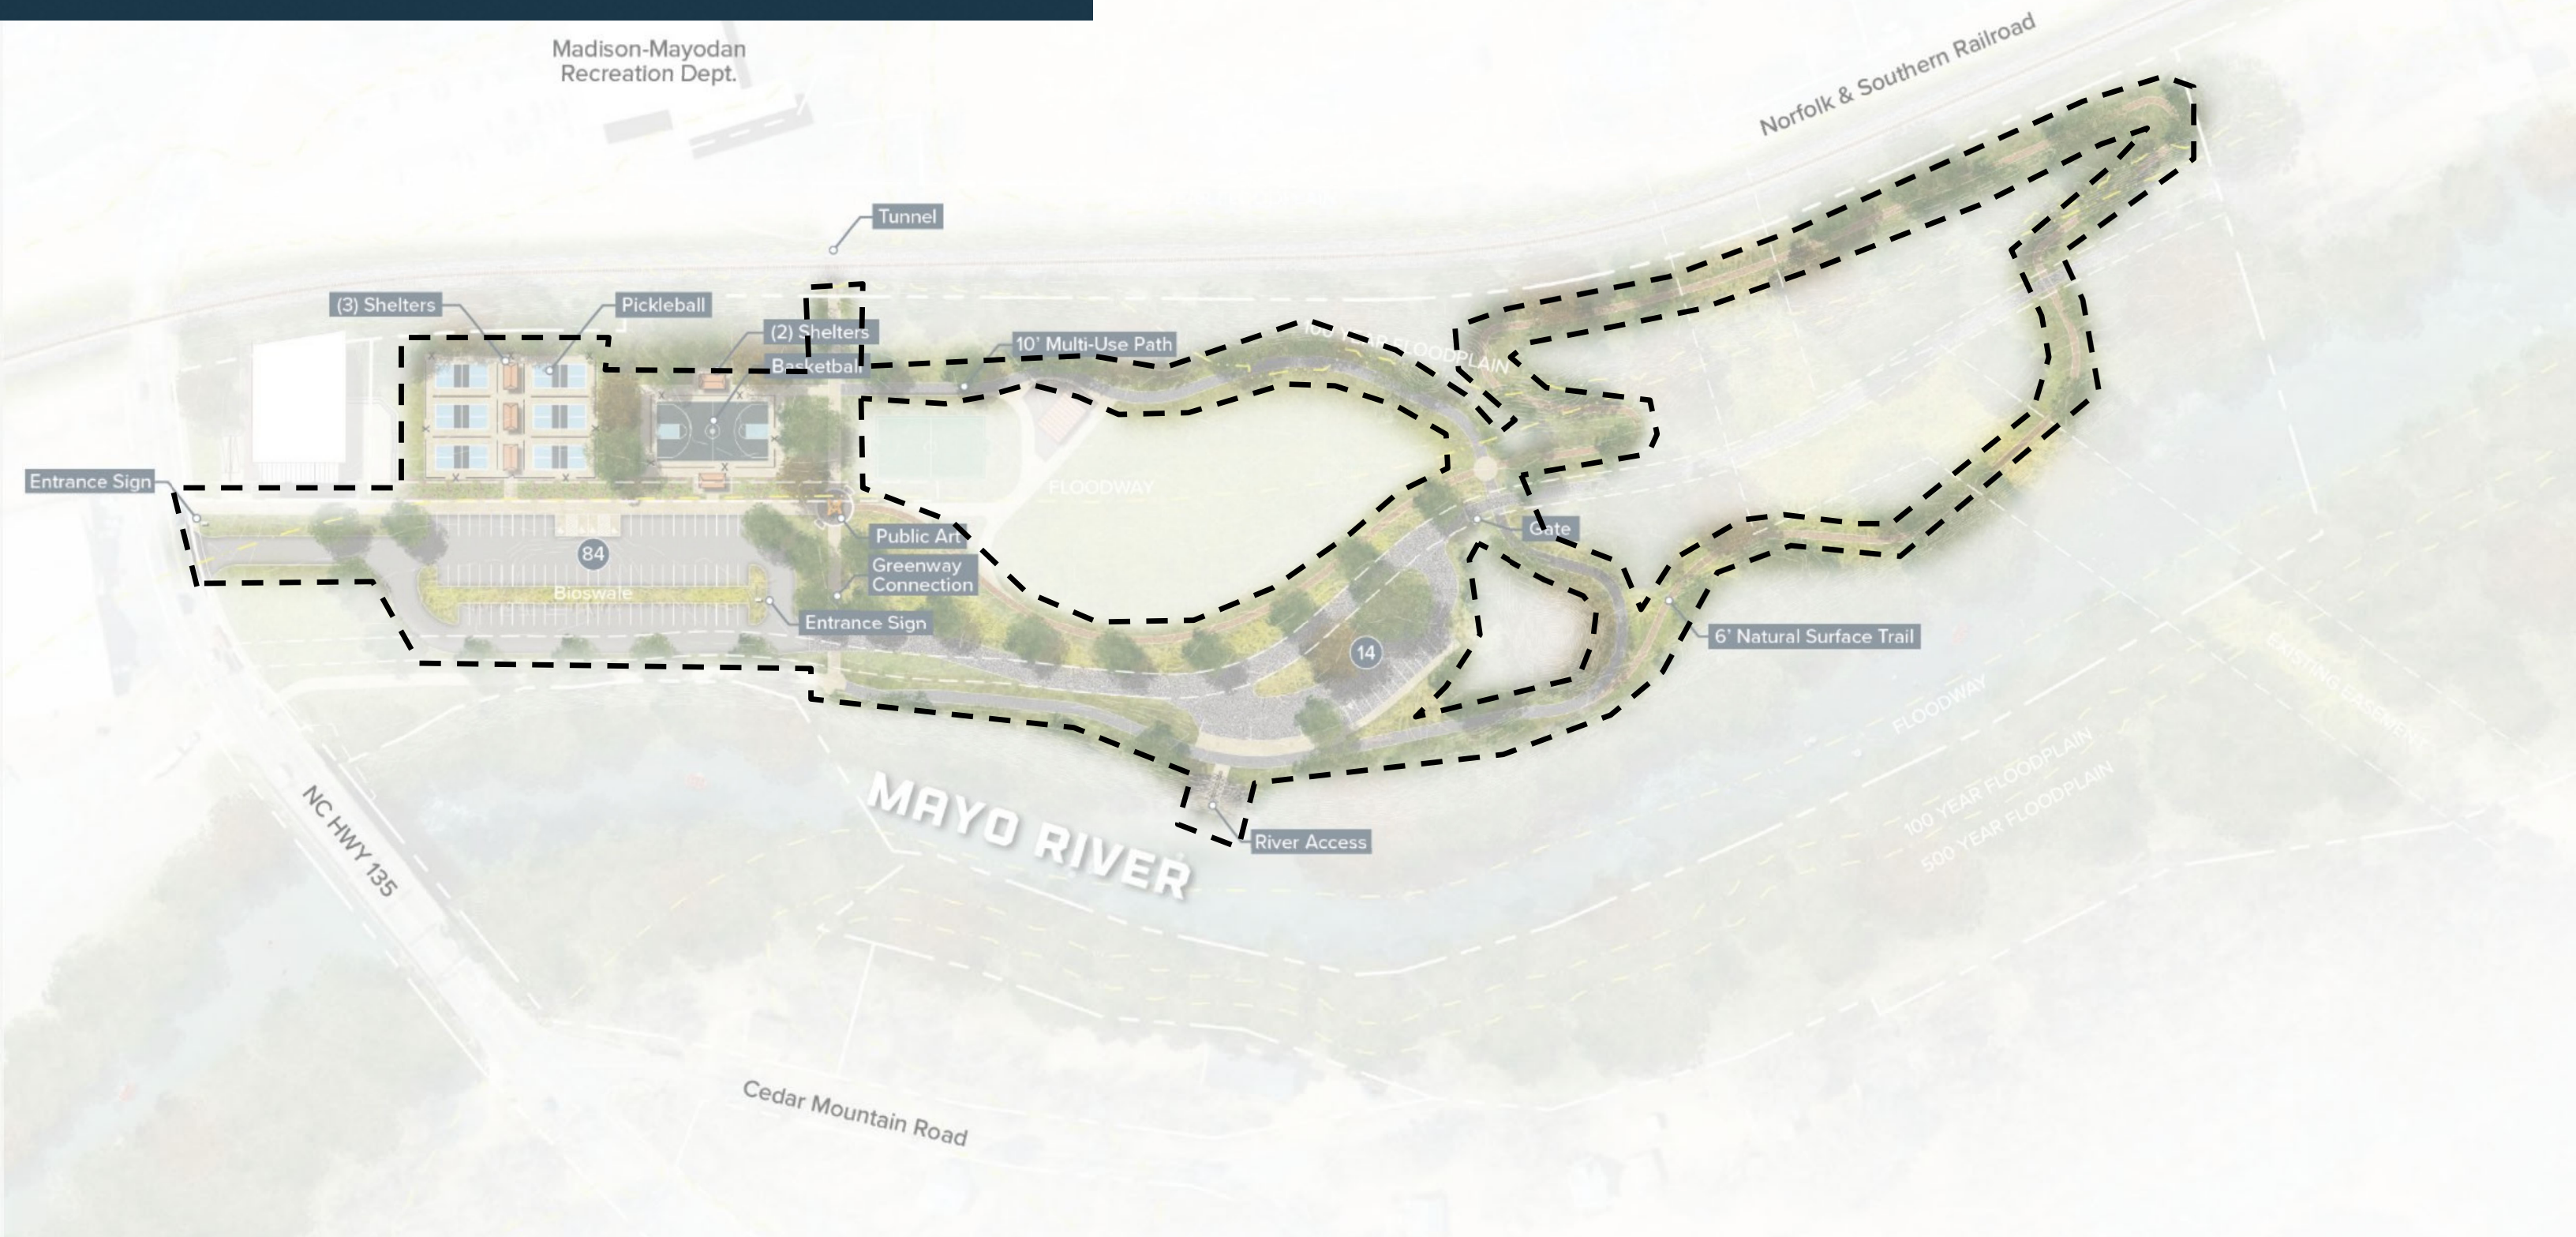 Madison-Mayodan
Recreation Dept.
Norfolk & Southern Railroad
Tunnel
(3) Shelters
Pickleball
(2) Shelters
10' Multi-Use Path
100 YEAR FLOODPLAIN
Basketball
Entrance Sign
FLOODWAY
Public Art
Gate
84
Greenway
Connection
Bioswale
Entrance Sign
14
6' Natural Surface Trail
EXISTING EASEMENT
FLOODWAY
100 YEAR FLOODPLAIN
500 YEAR FLOODPLAIN
NC HWY 135
MAYO RIVER
River Access
Cedar Mountain Road